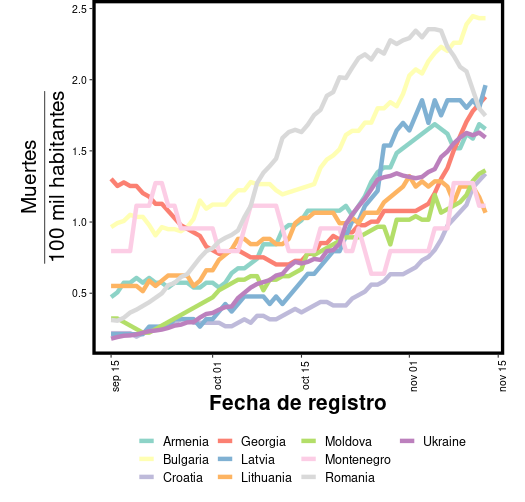 2.5
2.0
1.5
1.0
0.5
Muertes
100 mil habitantes
sep 15
oct 01
oct 15
nov 01
nov 15
Fecha de registro
Armenia Georgia Moldova Ukraine
Bulgaria Latvia Montenegro
Croatia Lithuania Romania